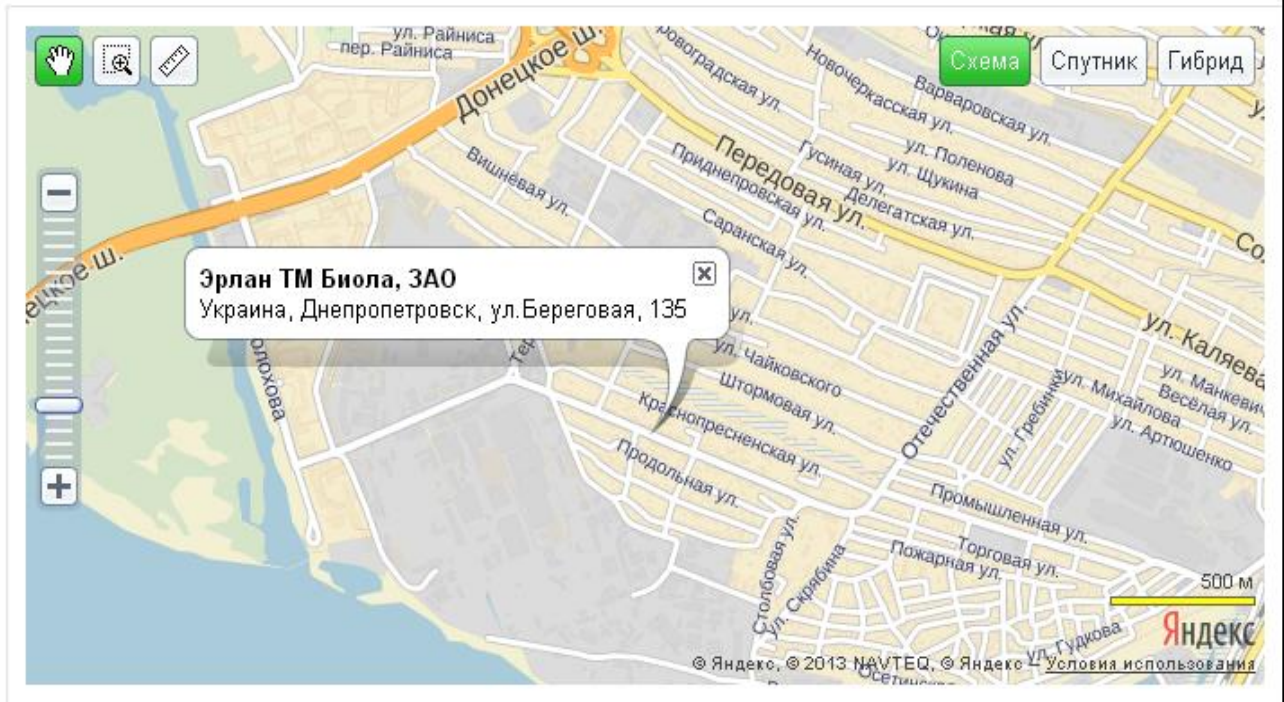 ул. Райниса
пер. Райниса
Донецкое ш.
Новочеркасская ул.
Варваровская ул.
Схема
Спутник
Гибрид
Вишнёвая ул.
Передовая ул.
Приднепровская ул.
Гусиная ул.
ул. Поленова
ул. Щукина
Делегатская ул.
Саранская ул.
Эрлан ТМ Биола, ЗАО
Украина, Днепропетровск, ул.Береговая, 135
ул. Каляева
ул. Чайковского
Штормовая ул.
Краснопресненская ул.
Продольная ул.
Отечественная ул.
ул. Гребинки
ул. Михайлова
Весёлая ул.
ул. Артюшенко
Промышленная ул.
Торговая ул.
Пожарная ул.
Столбовая ул.
ул. Скрябина
500 м
Яндекс
ул. Гудкова
© Яндекс, © 2013 NAVTEQ, © Яндекс – Условия использования